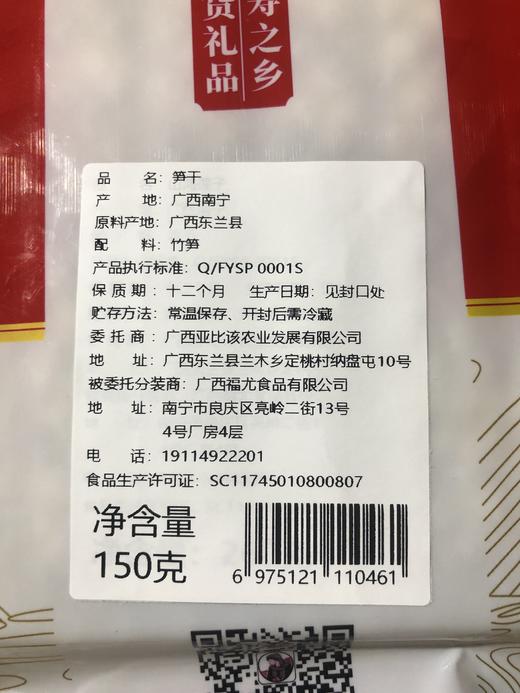 寿之乡
货礼品
品　　名：笋干
产　　地：广西南宁
原料产地：广西东兰县
配　　料：竹笋
产品执行标准：Q/FYSP 0001S
保 质 期 ：十二个月　生产日期：见封口处
贮存方法：常温保存、开封后需冷藏
委 托 商 ：广西亚比该农业发展有限公司
地　　址：广西东兰县兰木乡定桃村纳盘屯10号
被委托分装商：广西福尤食品有限公司
地　　址：南宁市良庆区亮岭二街13号
4号厂房4层
电　　话：19114922201
食品生产许可证：SC11745010800807
净含量
150克
6 975121 110461